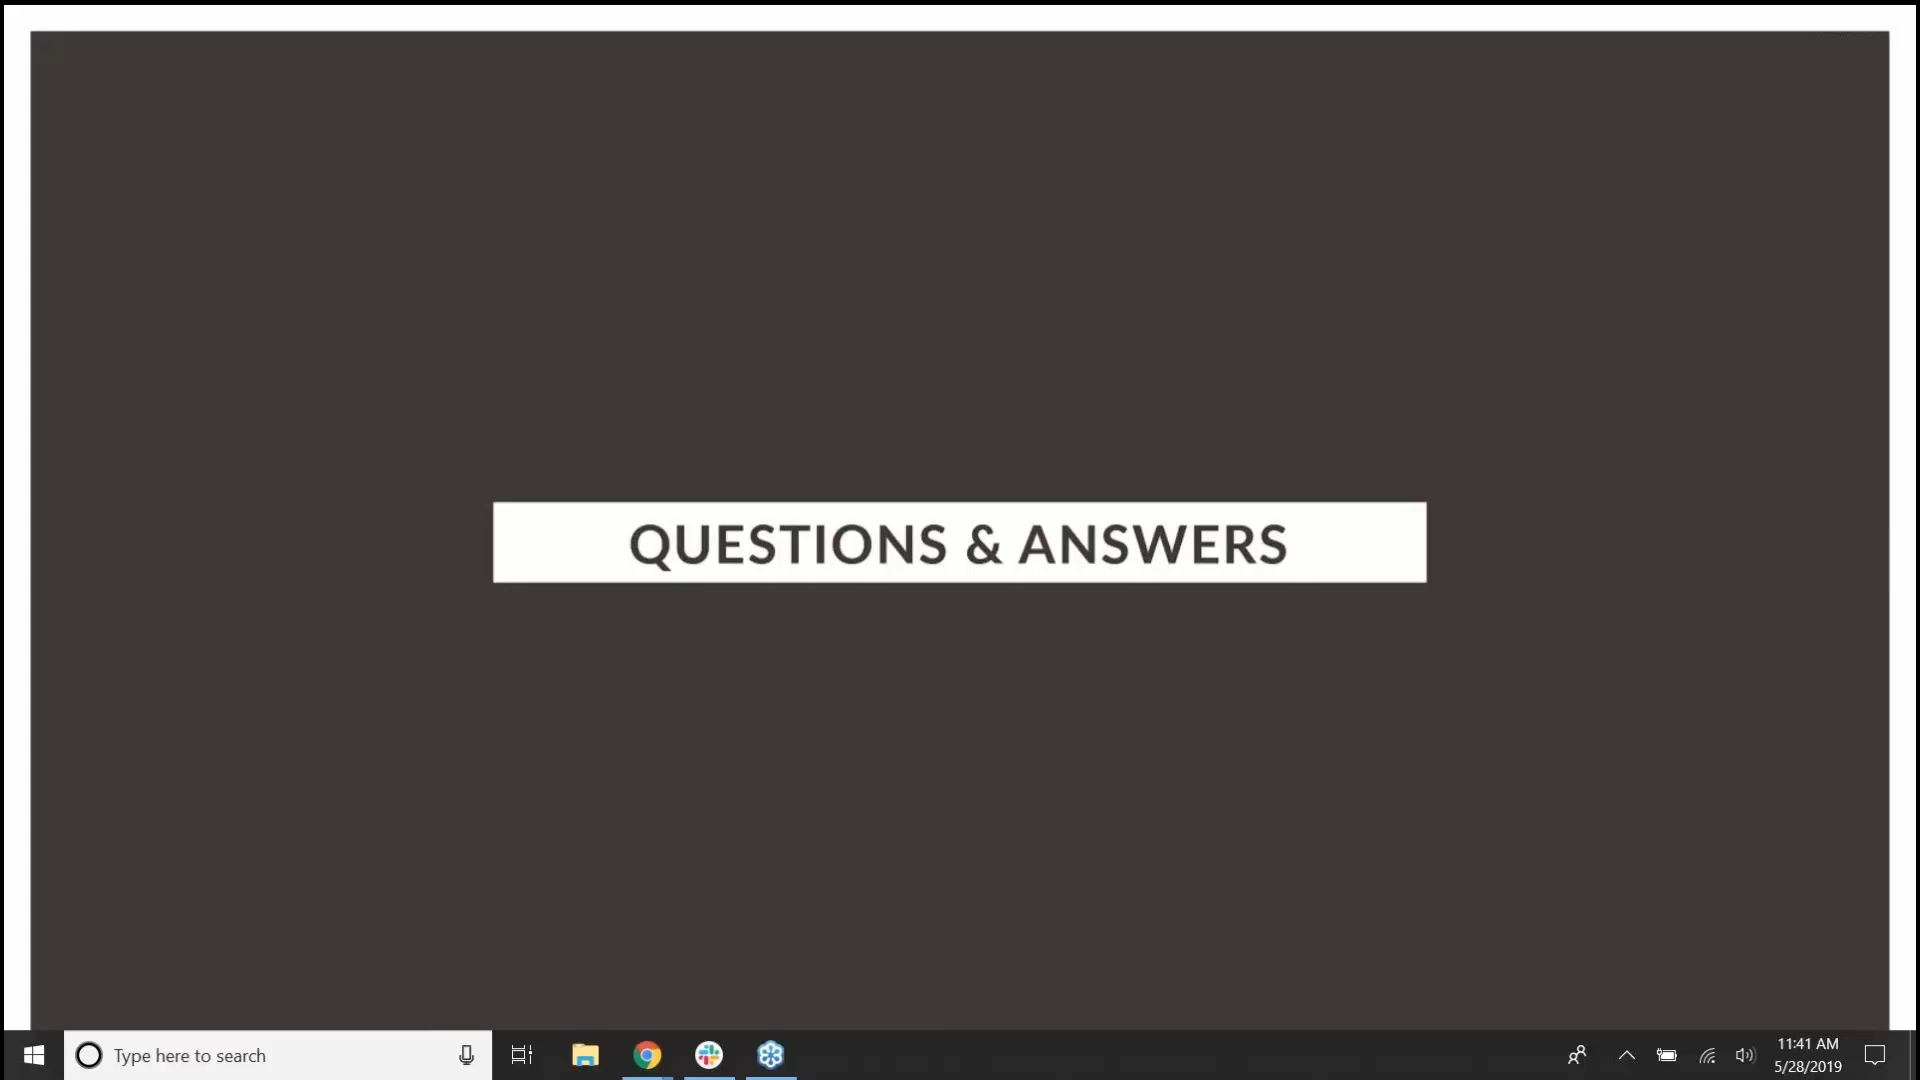 QUESTIONS & ANSWERS
Type here to search
11:41 AM
5/28/2019